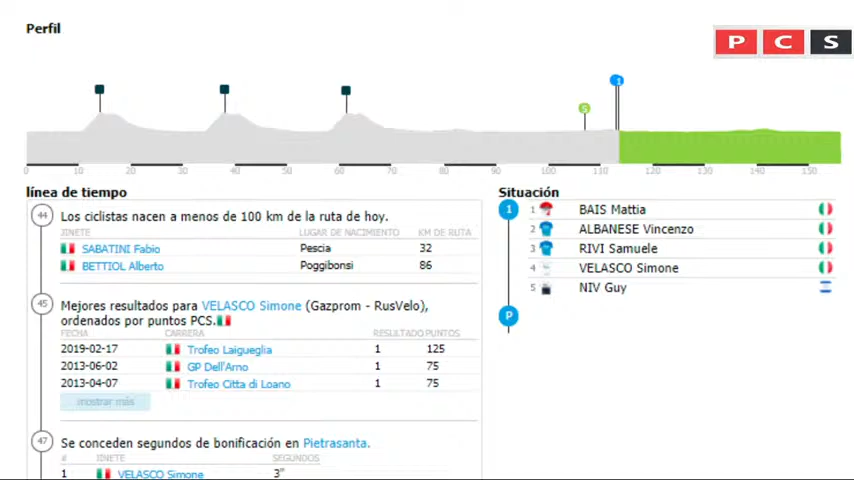 Perfil
P C S
S
1
0 10 20 30 40 50 60 70 80 90 100 110 120 130 140 150
línea de tiempo
44
Los ciclistas nacen a menos de 100 km de la ruta de hoy.
JINETE LUGAR DE NACIMIENTO KM DE RUTA
SABATINI Fabio Pescia 32
BETTIOL Alberto Poggibonsi 86
45
Mejores resultados para VELASCO Simone (Gazprom - RusVelo),
ordenados por puntos PCS.
FECHA CARRERA RESULTADO PUNTOS
2019-02-17 Trofeo Laigueglia 1 125
2013-06-02 GP Dell'Arno 1 75
2013-04-07 Trofeo Citta di Loano 1 75
mostrar más
47
Se conceden segundos de bonificación en Pietrasanta.
# JINETE SEGUNDOS
1 VELASCO Simone 3"
Situación
1
1 BAIS Mattia
2 ALBANESE Vincenzo
3 RIVI Samuele
4 VELASCO Simone
5 NIV Guy
P